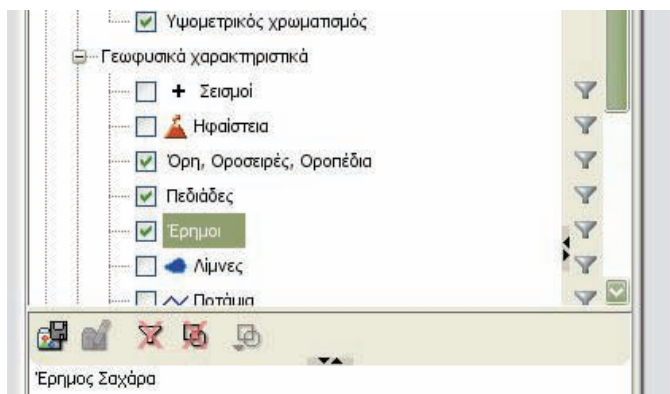 Υψομετρικός χρωματισμός
Γεωφυσικά χαρακτηριστικά
Σεισμοί
Ηφαίστεια
Όρη, Οροσειρές, Οροπέδια
Πεδιάδες
Έρημοι
Λίμνες
Ποτάμια
Έρημος Σαχάρα